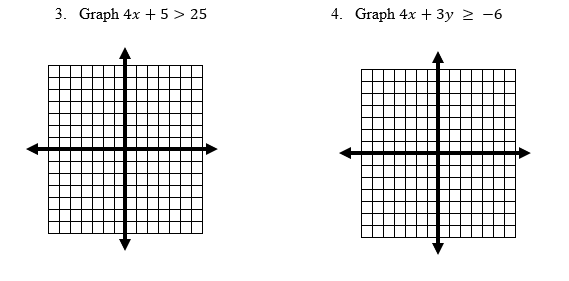 3. Graph 4x + 5 > 25
4. Graph 4x + 3y ≥ −6